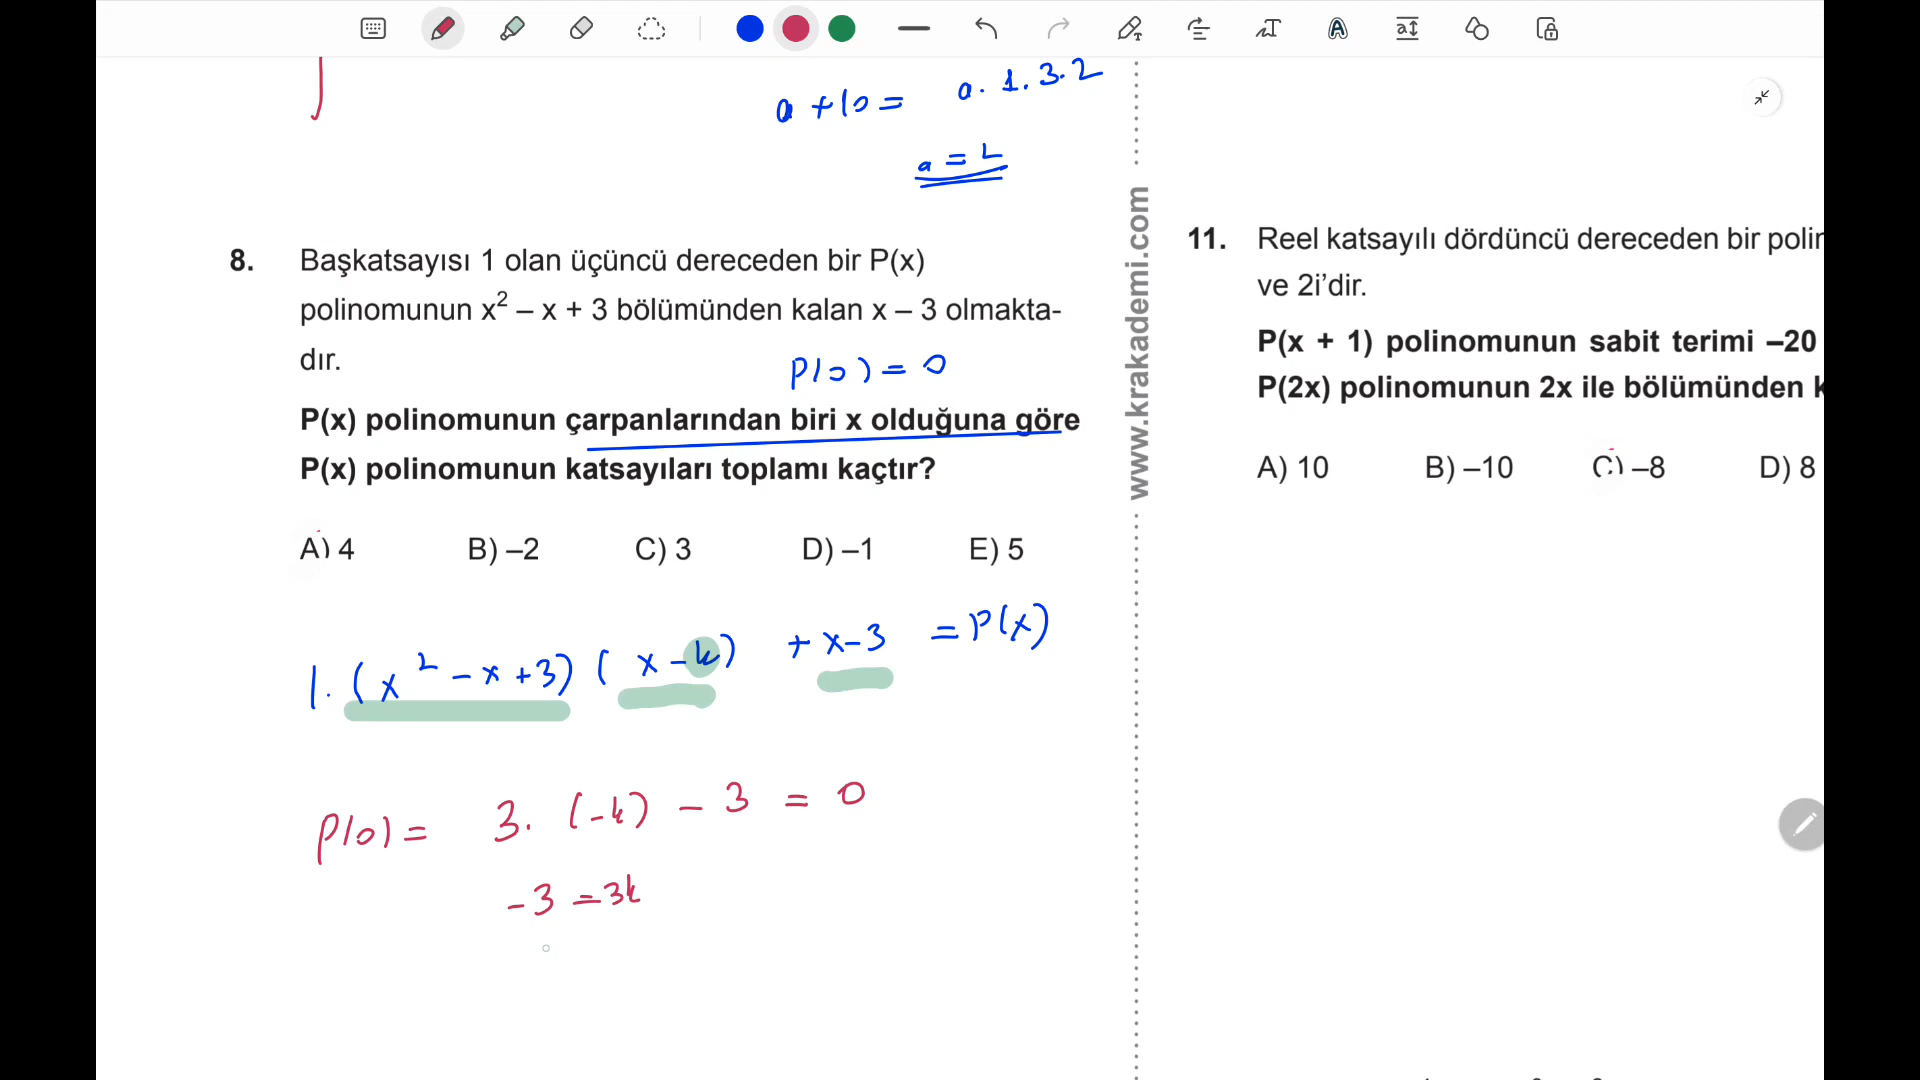 a + 10 = a. 1. 3. 2
a = 2
8. Başkatsayısı 1 olan üçüncü dereceden bir P(x)
polinomunun x² – x + 3 bölümünden kalan x – 3 olmakta-
dır.
P(0) = 0
P(x) polinomunun çarpanlarından biri x olduğuna göre
P(x) polinomunun katsayıları toplamı kaçtır?
A) 4 B) –2 C) 3 D) –1 E) 5
1. (x² - x + 3) (x - k) + x - 3 = P(x)
P(0) = 3. (-k) - 3 = 0
-3 = 3k
www.krakademi.com
11. Reel katsayılı dördüncü dereceden bir polin
ve 2i'dir.
P(x + 1) polinomunun sabit terimi –20
P(2x) polinomunun 2x ile bölümünden k
A) 10 B) –10 C) –8 D) 8